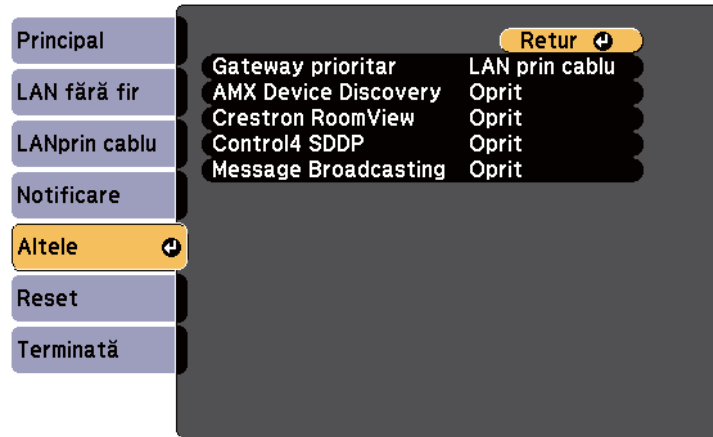 Principal
LAN fără fir
LANprin cablu
Notificare
Altele
Reset
Terminată
Retur
Gateway prioritar LAN prin cablu
AMX Device Discovery Oprit
Crestron RoomView Oprit
Control4 SDDP Oprit
Message Broadcasting Oprit